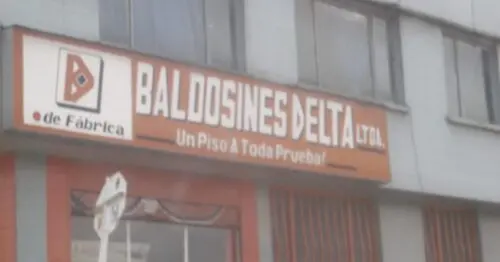 D
de Fábrica
BALDOSINES DELTA LTDA.
Un Piso A Toda Prueba!